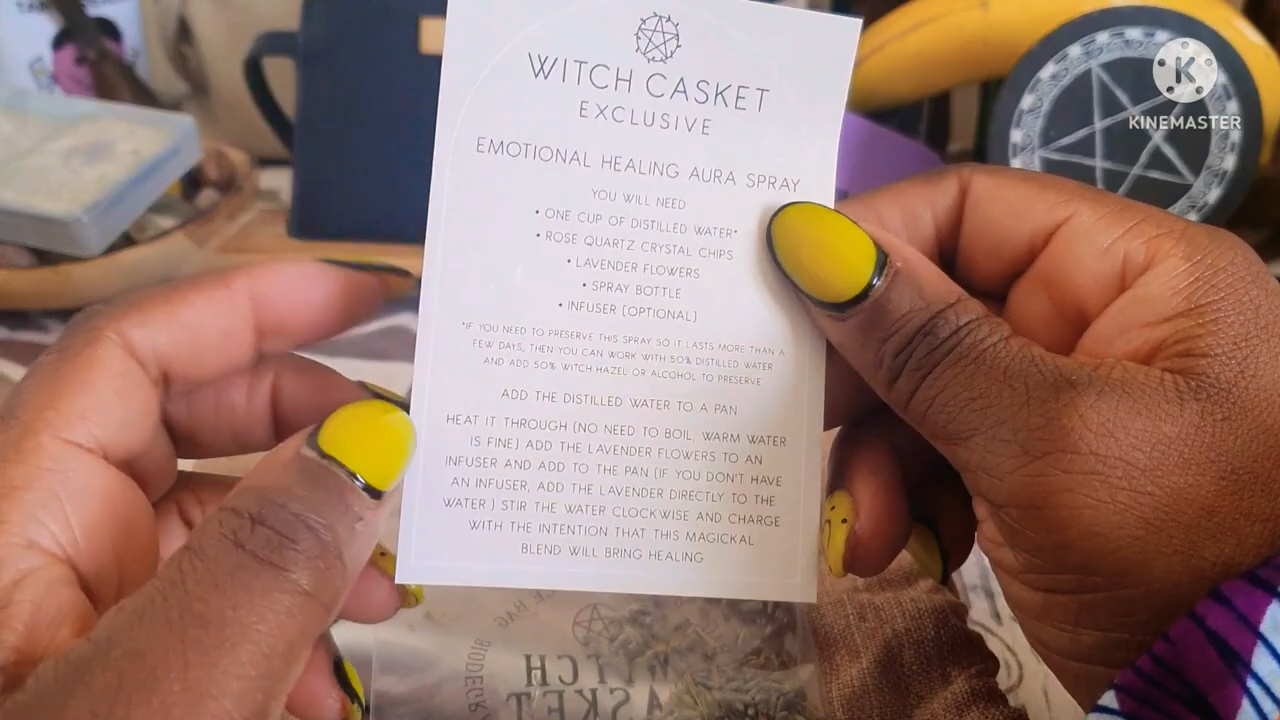 WITCH CASKET
EXCLUSIVE
EMOTIONAL HEALING AURA SPRAY
YOU WILL NEED
• ONE CUP OF DISTILLED WATER*
• ROSE QUARTZ CRYSTAL CHIPS
• LAVENDER FLOWERS
• SPRAY BOTTLE
• INFUSER (OPTIONAL)
*IF YOU NEED TO PRESERVE THIS SPRAY SO IT LASTS MORE THAN A
FEW DAYS, THEN YOU CAN WORK WITH 50% DISTILLED WATER
AND ADD 50% WITCH HAZEL OR ALCOHOL TO PRESERVE
ADD THE DISTILLED WATER TO A PAN
HEAT IT THROUGH (NO NEED TO BOIL, WARM WATER
IS FINE) ADD THE LAVENDER FLOWERS TO AN
INFUSER AND ADD TO THE PAN (IF YOU DON'T HAVE
AN INFUSER, ADD THE LAVENDER DIRECTLY TO THE
WATER.) STIR THE WATER CLOCKWISE AND CHARGE
WITH THE INTENTION THAT THIS MAGICKAL
BLEND WILL BRING HEALING
K
KINEMASTER
BAG
WITCH
CASKET